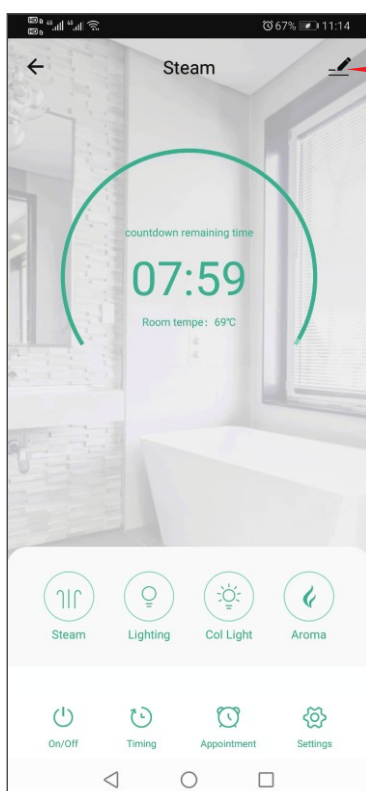 67% 11:14
Steam
countdown remaining time
07:59
Room tempe: 69℃
Steam Lighting Col Light Aroma
On/Off Timing Appointment Settings